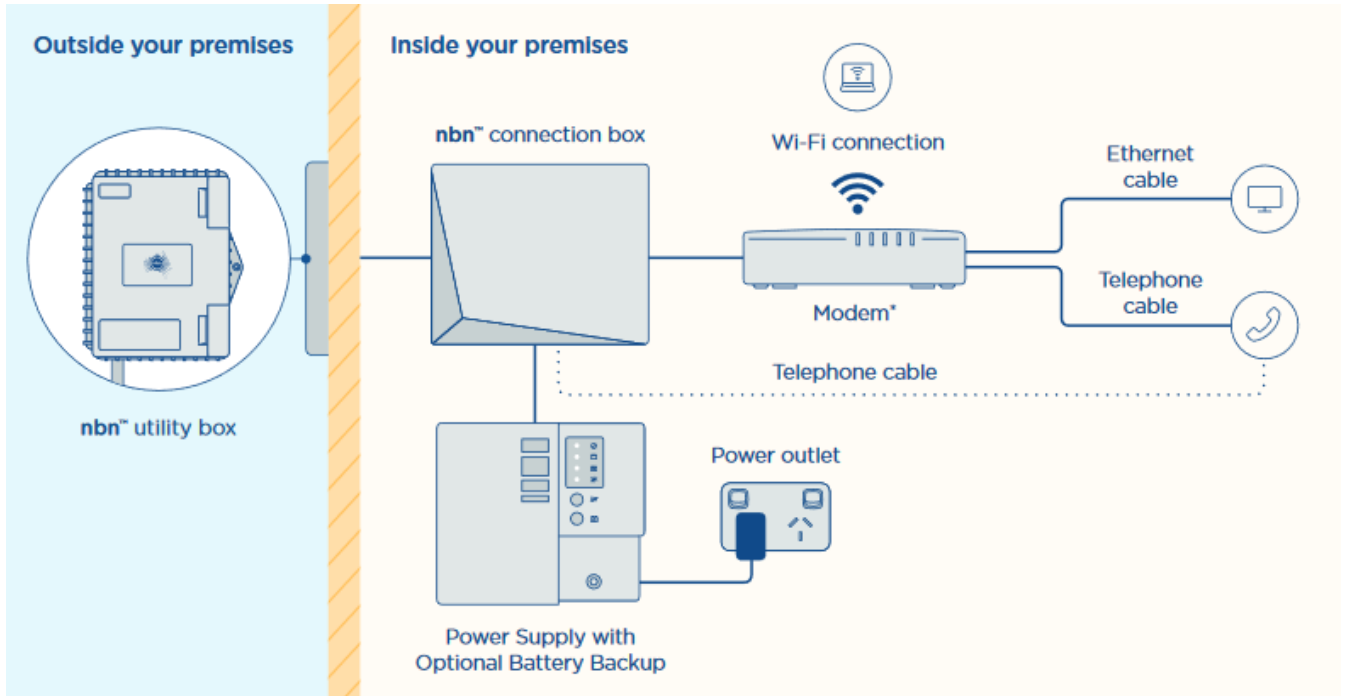 Outside your premises
Inside your premises
nbn™ connection box
Wi-Fi connection
Ethernet
cable
Telephone
cable
Modem*
Telephone cable
nbn™ utility box
Power outlet
Power Supply with
Optional Battery Backup